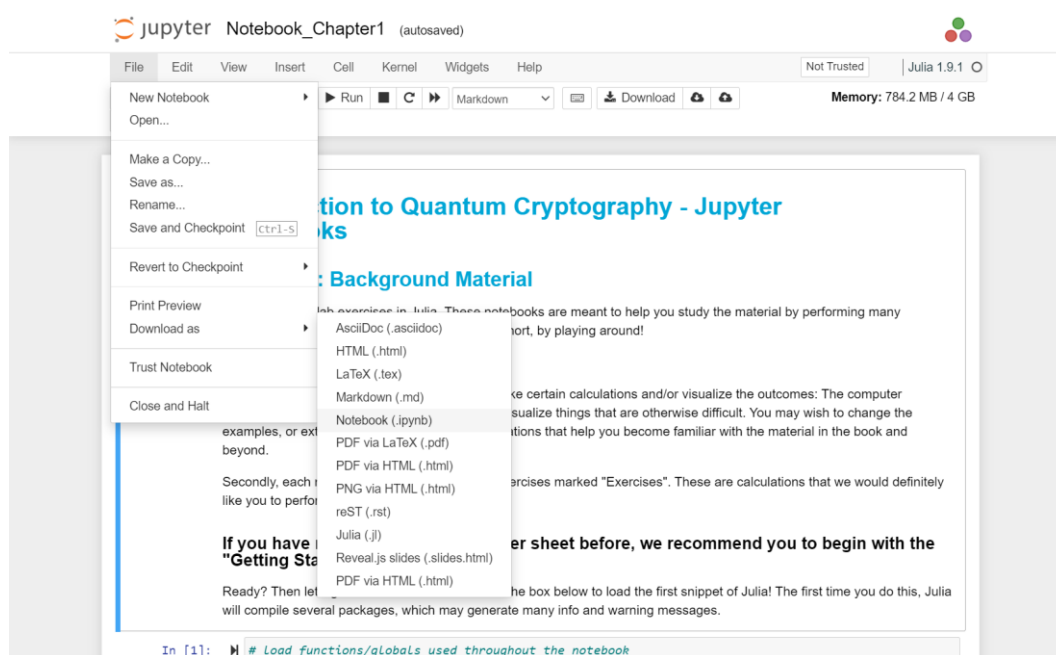 jupyter Notebook_Chapter1 (autosaved)
File Edit View Insert Cell Kernel Widgets Help Not Trusted Julia 1.9.1
Run Markdown Download Memory: 784.2 MB / 4 GB
New Notebook
Open...
Make a Copy...
Save as...
Rename...
Save and Checkpoint Ctrl-S
Revert to Checkpoint
Print Preview
Download as
Trust Notebook
Close and Halt
AsciiDoc (.asciidoc)
HTML (.html)
LaTeX (.tex)
Markdown (.md)
Notebook (.ipynb)
PDF via LaTeX (.pdf)
PDF via HTML (.html)
PNG via HTML (.html)
reST (.rst)
Julia (.jl)
Reveal.js slides (.slides.html)
PDF via HTML (.html)
tion to Quantum Cryptography - Jupyter
ks
: Background Material
lab exercises in Julia. These notebooks are meant to help you study the material by performing many
hort, by playing around!
ke certain calculations and/or visualize the outcomes: The computer
sualize things that are otherwise difficult. You may wish to change the
examples, or ext ations that help you become familiar with the material in the book and
beyond.
Secondly, each ercises marked "Exercises". These are calculations that we would definitely
like you to perfor
If you have er sheet before, we recommend you to begin with the
"Getting Sta
Ready? Then let he box below to load the first snippet of Julia! The first time you do this, Julia
will compile several packages, which may generate many info and warning messages.
In [1]: # Load functions/globals used throughout the notebook